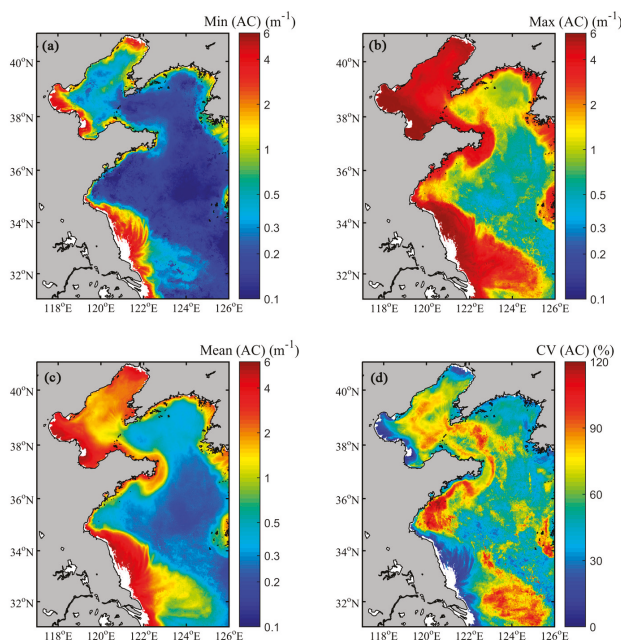 Min (AC) (m⁻¹)
(a)
40°N
38°N
36°N
34°N
32°N
118°E 120°E 122°E 124°E 126°E
6
4
2
1
0.5
0.2
0.1
Max (AC) (m⁻¹)
(b)
40°N
38°N
36°N
34°N
32°N
118°E 120°E 122°E 124°E 126°E
6
4
2
1
0.5
0.2
0.1
Mean (AC) (m⁻¹)
(c)
40°N
38°N
36°N
34°N
32°N
118°E 120°E 122°E 124°E 126°E
6
4
2
1
0.5
0.3
0.2
0.1
CV (AC) (%)
(d)
40°N
38°N
36°N
34°N
32°N
118°E 120°E 122°E 124°E 126°E
120
90
60
30
0